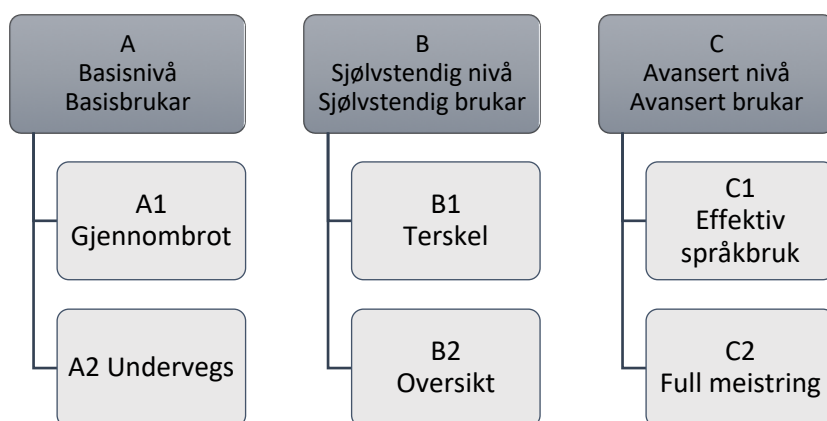 A
Basisnivå
Basisbrukar
A1
Gjennombrot
A2 Undervegs
B
Sjølvstendig nivå
Sjølvstendig brukar
B1
Terskel
B2
Oversikt
C
Avansert nivå
Avansert brukar
C1
Effektiv
språkbruk
C2
Full meistring